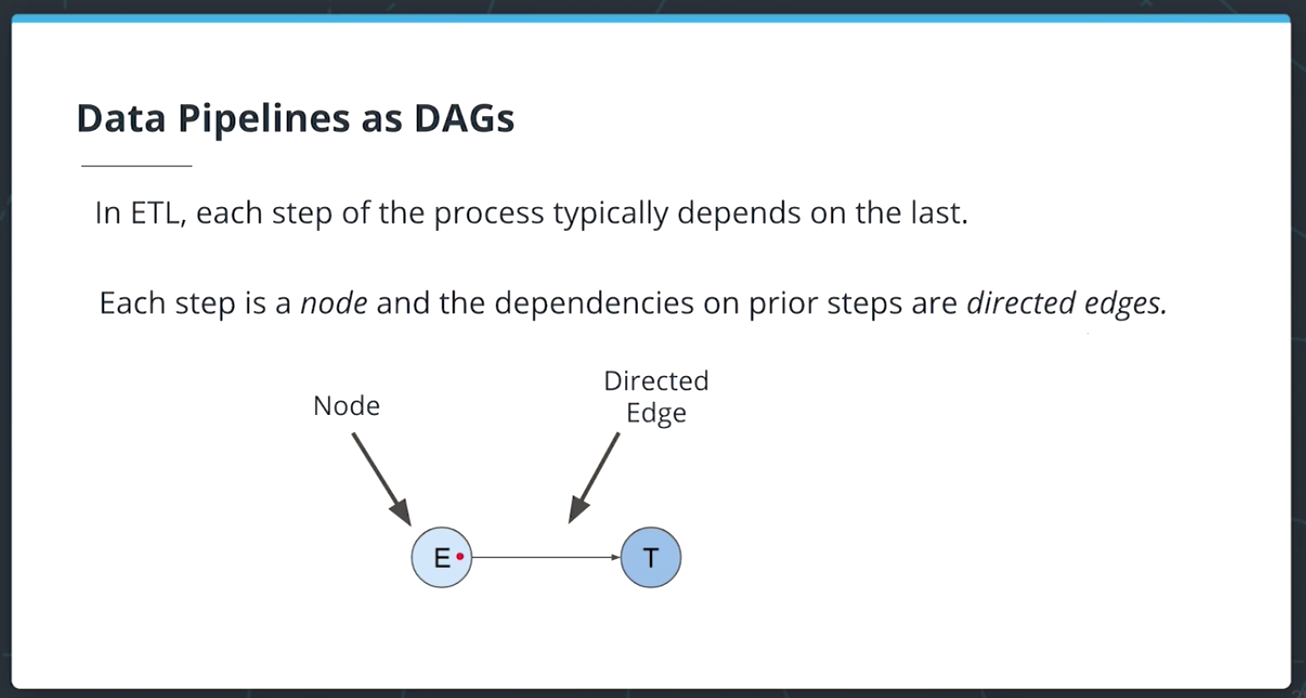 Data Pipelines as DAGs
In ETL, each step of the process typically depends on the last.
Each step is a node and the dependencies on prior steps are directed edges.
Node
Directed
Edge
E
T